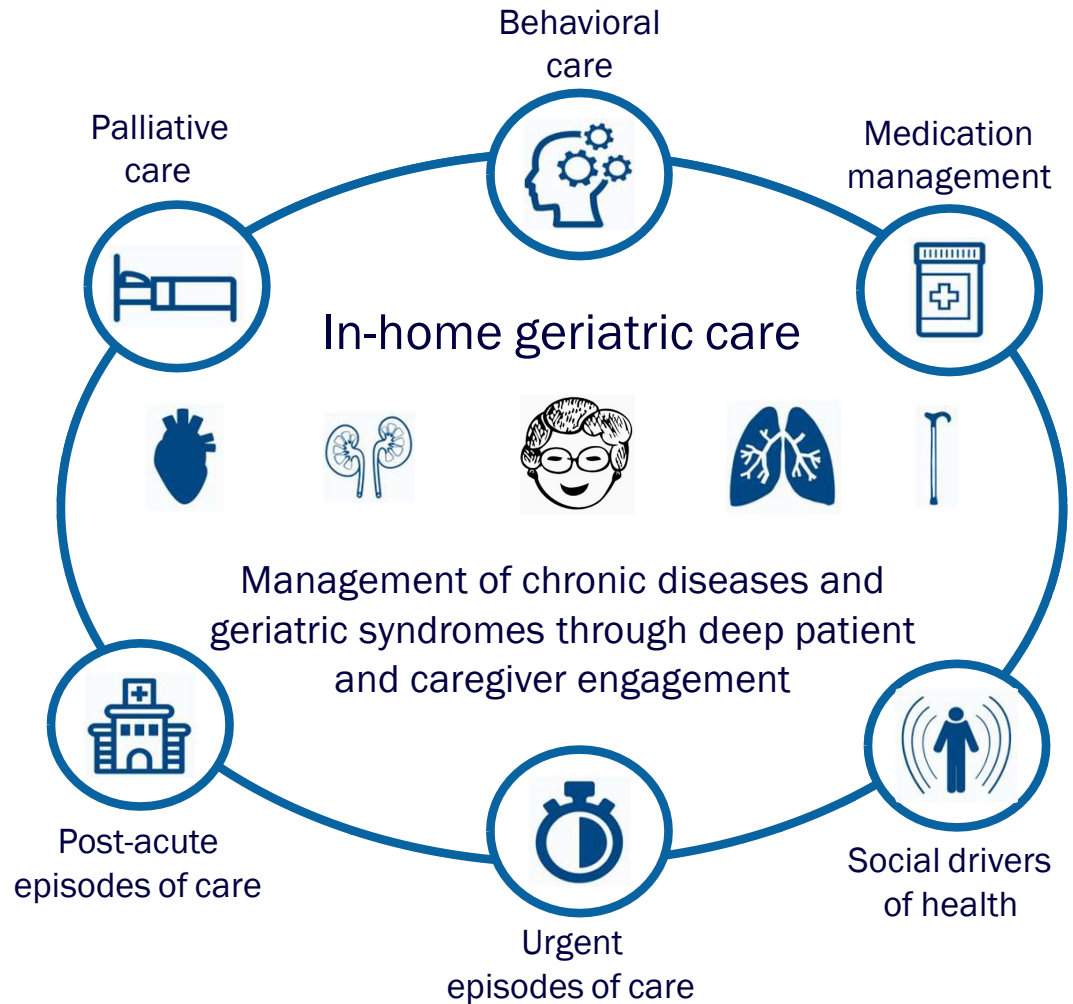 Behavioral
care
Palliative
care
Medication
management
In-home geriatric care
Management of chronic diseases and
geriatric syndromes through deep patient
and caregiver engagement
Post-acute
episodes of care
Social drivers
of health
Urgent
episodes of care